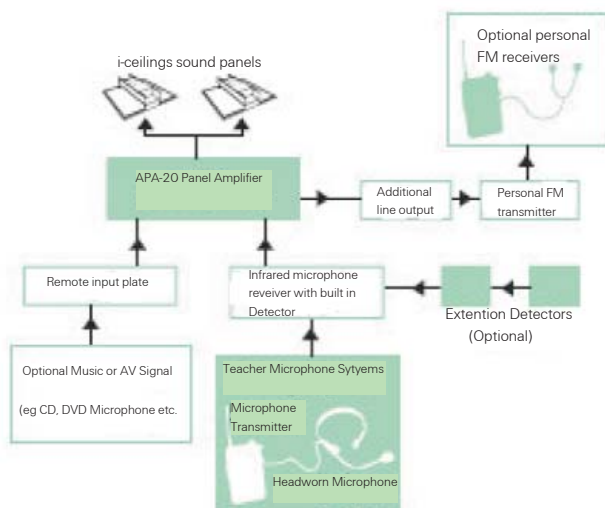 i-ceilings sound panels
Optional personal
FM receivers
APA-20 Panel Amplifier
Additional
line output
Personal FM
transmitter
Remote input plate
Infrared microphone
reveiver with built in
Detector
Extention Detectors
(Optional)
Optional Music or AV Signal
(eg CD, DVD Microphone etc.
Teacher Microphone Sytyems
Microphone
Transmitter
Headworn Microphone